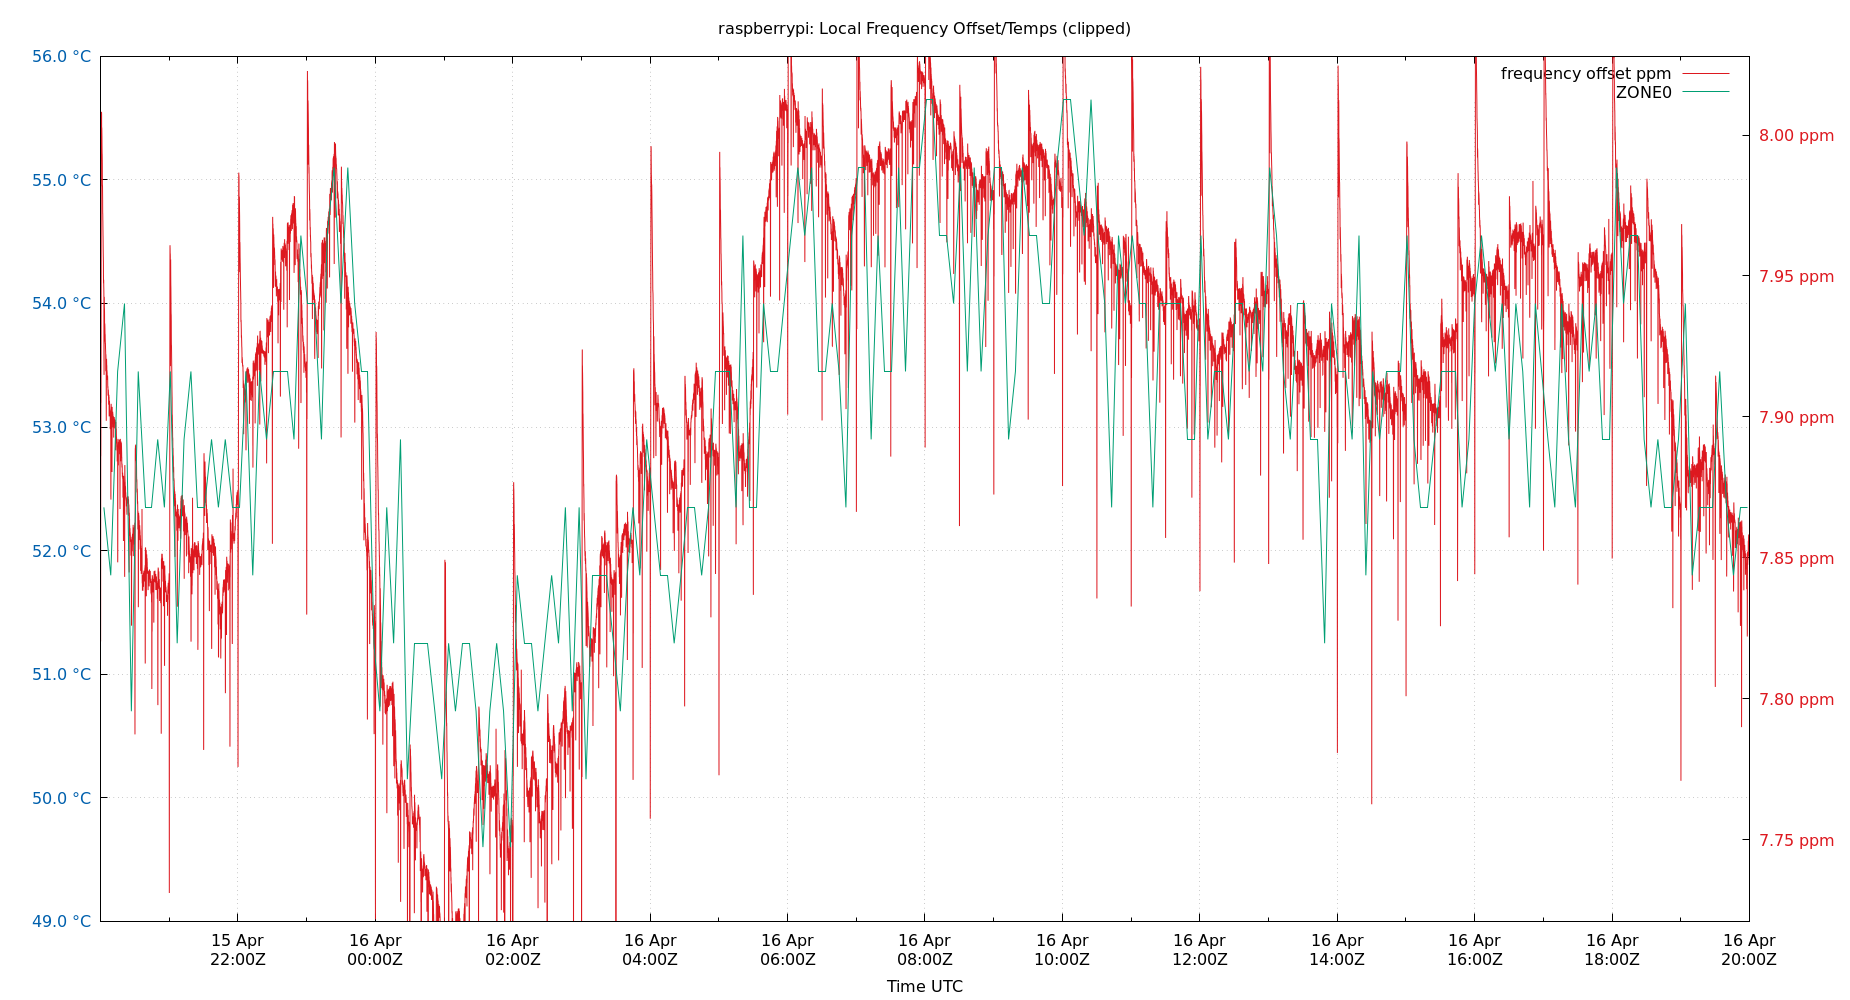 raspberrypi: Local Frequency Offset/Temps (clipped)
56.0 °C
55.0 °C
54.0 °C
53.0 °C
52.0 °C
51.0 °C
50.0 °C
49.0 °C
frequency offset ppm
ZONE0
8.00 ppm
7.95 ppm
7.90 ppm
7.85 ppm
7.80 ppm
7.75 ppm
15 Apr
22:00Z
16 Apr
00:00Z
16 Apr
02:00Z
16 Apr
04:00Z
16 Apr
06:00Z
16 Apr
08:00Z
16 Apr
10:00Z
16 Apr
12:00Z
16 Apr
14:00Z
16 Apr
16:00Z
16 Apr
18:00Z
16 Apr
20:00Z
Time UTC